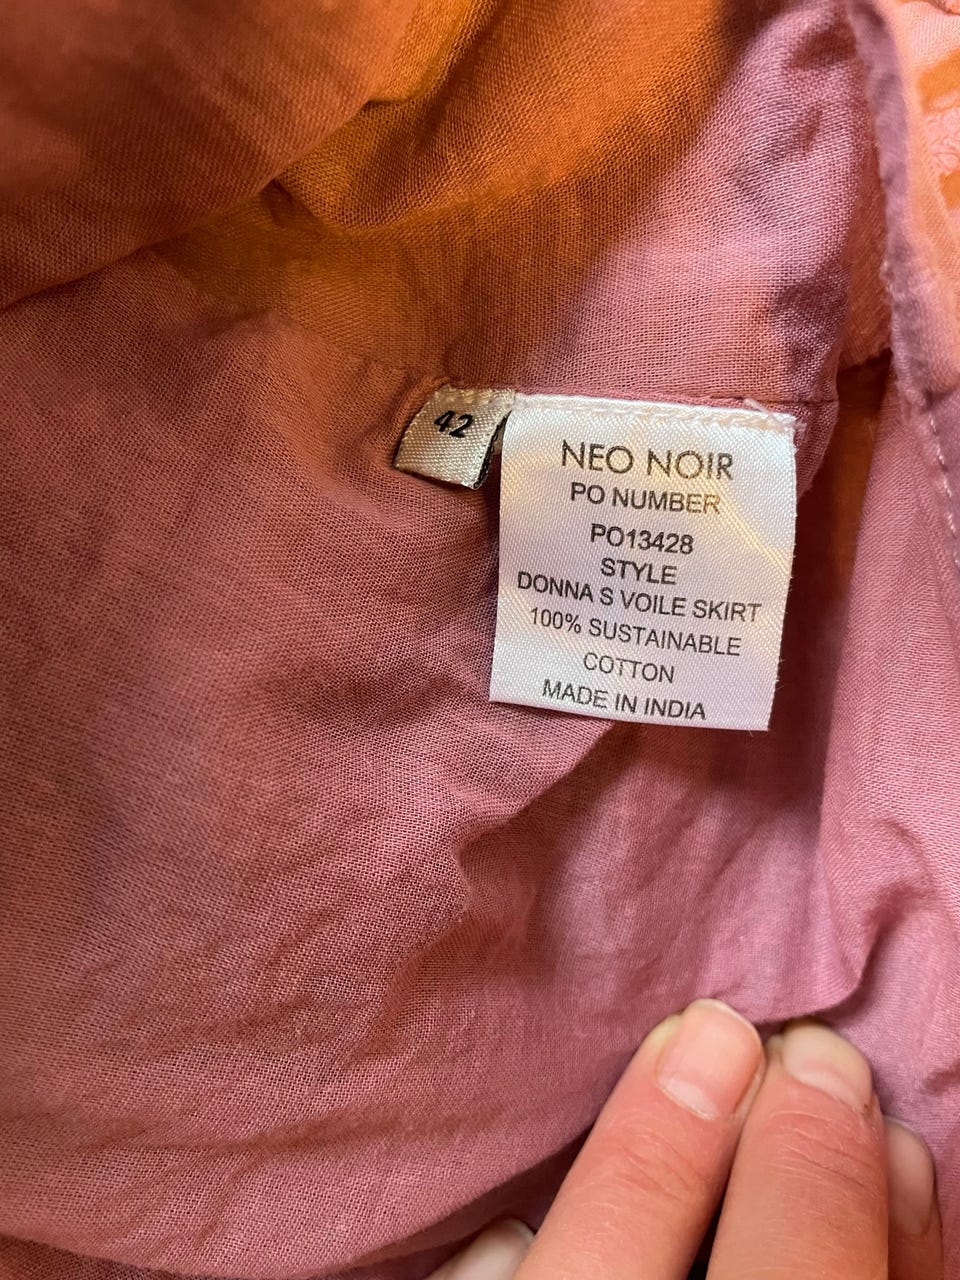 42
NEO NOIR
PO NUMBER
PO13428
STYLE
DONNA S VOILE SKIRT
100% SUSTAINABLE
COTTON
MADE IN INDIA